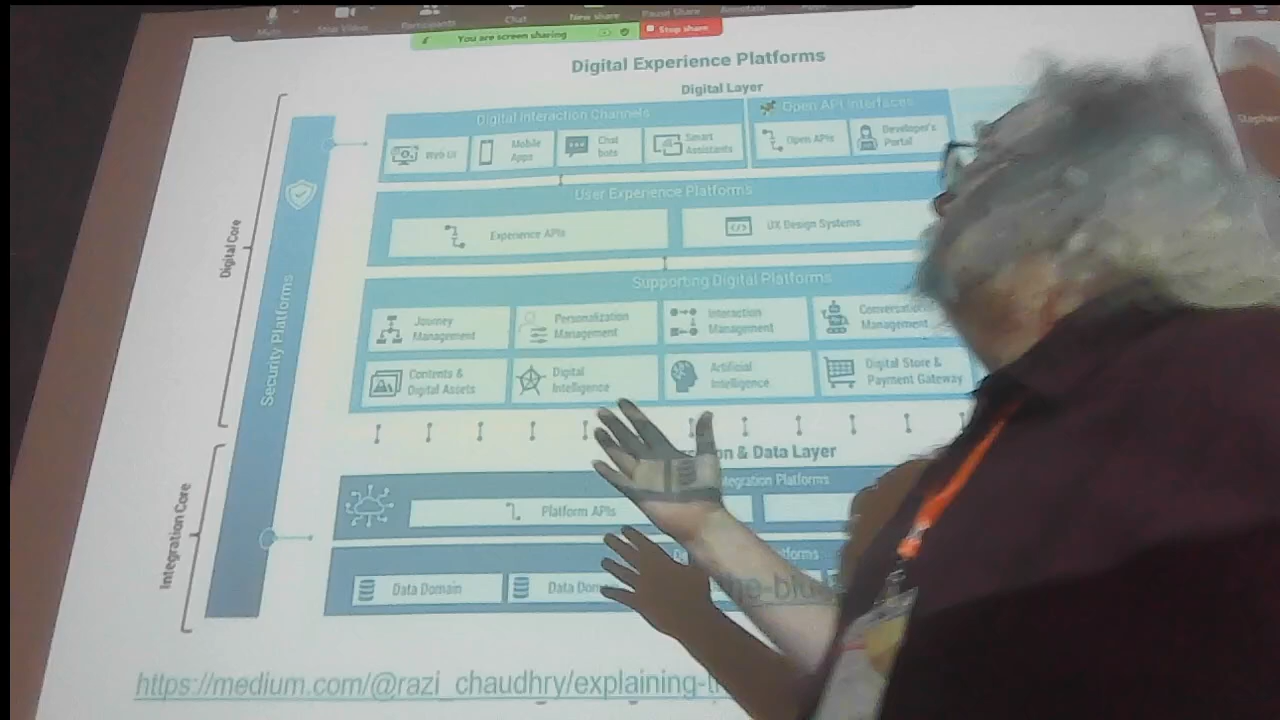 Mute
Stop Video
Participants
Chat
New share
Pause Share
Annotate
You are screen sharing
Stop share
Digital Experience Platforms
Digital Layer
Digital Interaction Channels
Open API Interfaces
Web UI
Mobile
Apps
Chat
bots
Smart
Assistants
Open APIs
Developer's
Portal
User Experience Platforms
Experience APIs
UX Design Systems
Supporting Digital Platforms
Journey
Management
Personalization
Management
Interaction
Management
Management
Contents &
Digital Assets
Digital
Intelligence
Artificial
Intelligence
Digital Store &
Payment Gateway
Digital Core
Security Platforms
Integration Core
& Data Layer
Platforms
Platform APIs
Data Domain
Data
https://medium.com/@razi_chaudhry/explaining-